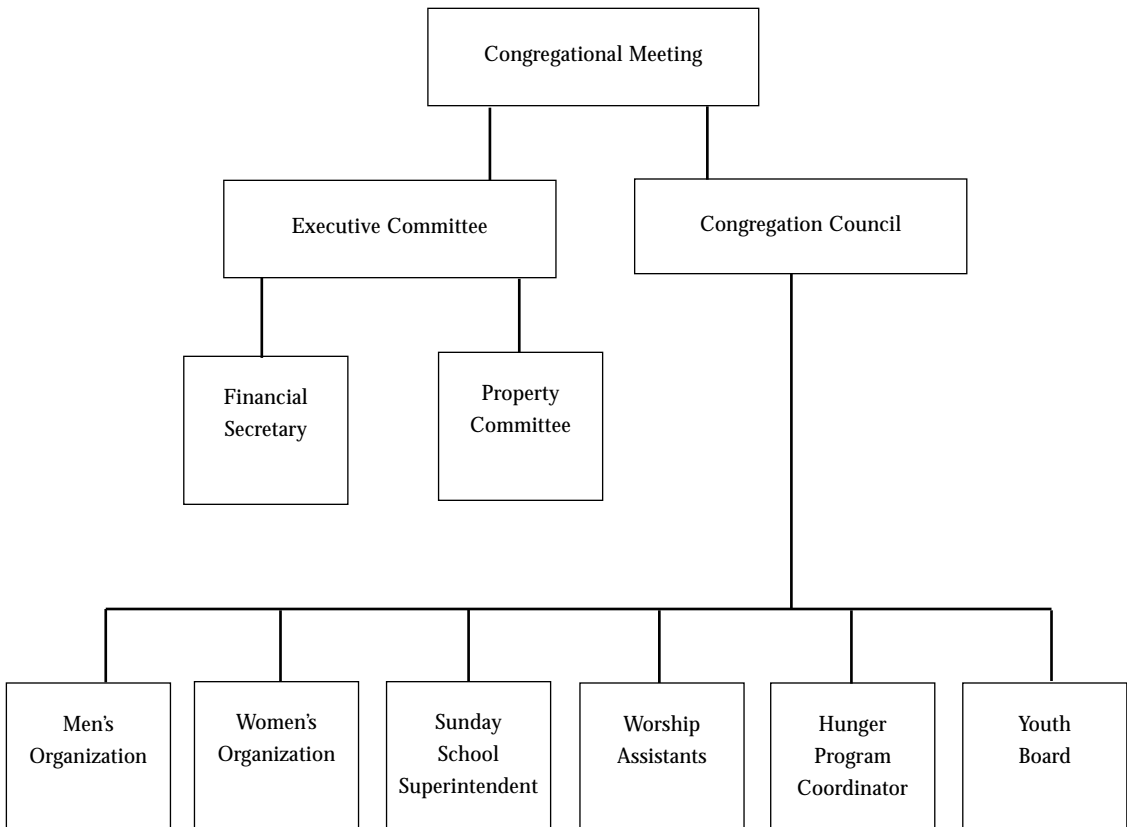 Congregational Meeting
Executive Committee
Congregation Council
Financial
Secretary
Property
Committee
Men's
Organization
Women's
Organization
Sunday
School
Superintendent
Worship
Assistants
Hunger
Program
Coordinator
Youth
Board